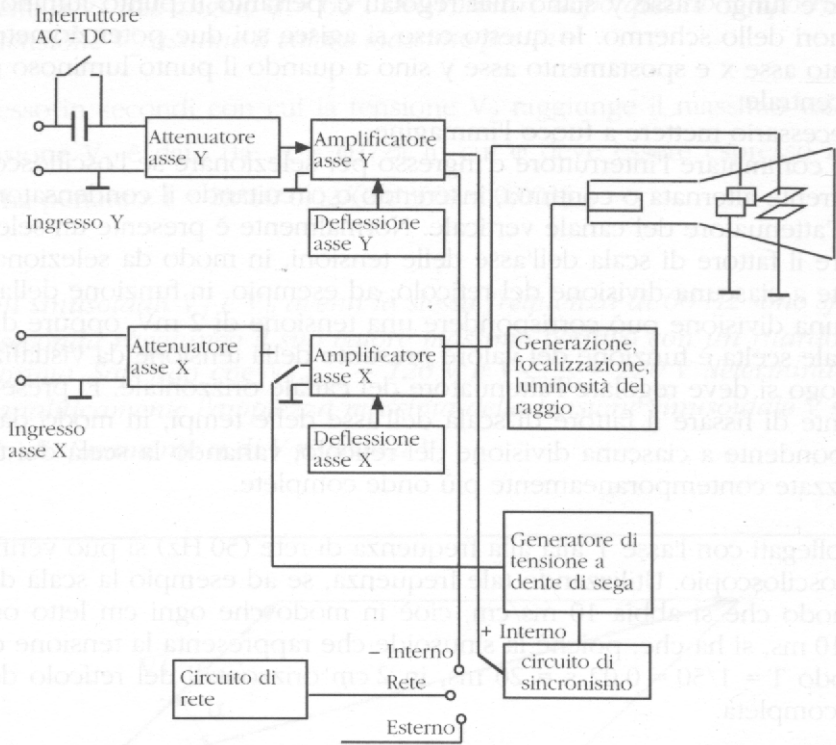 Interruttore
AC / DC
Attenuatore
asse Y
Amplificatore
asse Y
Ingresso Y
Deflessione
asse Y
Attenuatore
asse X
Amplificatore
asse X
Generazione,
focalizzazione,
luminosità del
raggio
Ingresso
asse X
Deflessione
asse X
Generatore di
tensione a
dente di sega
+ Interno
– Interno
circuito di
sincronismo
Circuito di
rete
Rete
Esterno